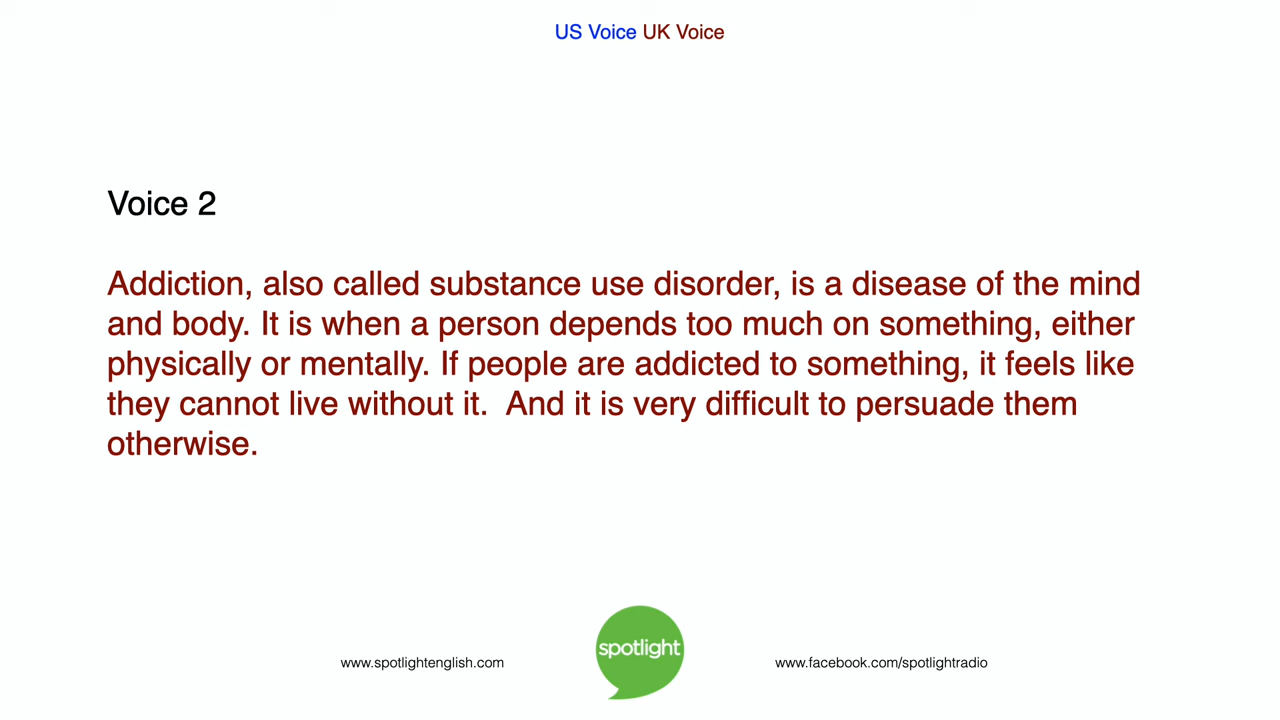 US Voice UK Voice
Voice 2
Addiction, also called substance use disorder, is a disease of the mind
and body. It is when a person depends too much on something, either
physically or mentally. If people are addicted to something, it feels like
they cannot live without it.  And it is very difficult to persuade them
otherwise.
www.spotlightenglish.com
spotlight
www.facebook.com/spotlightradio